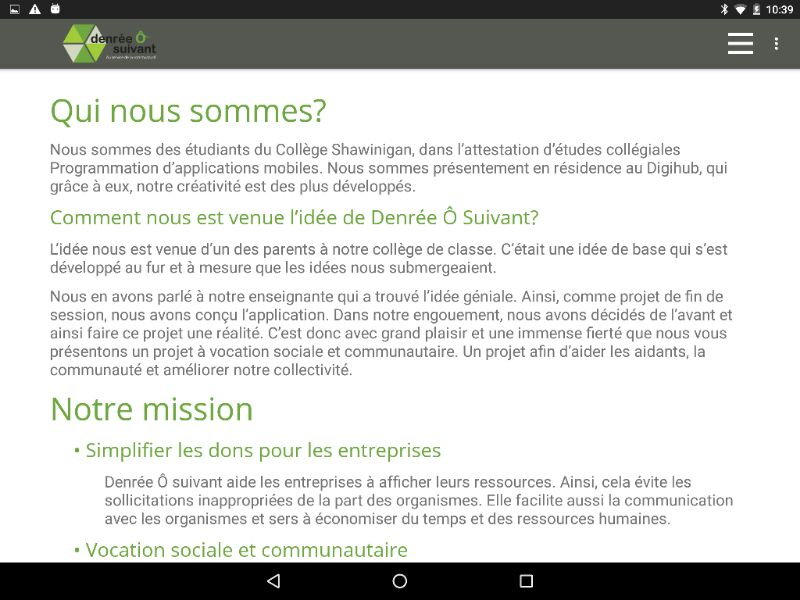 10:39
denrée Ô
suivant
Qui nous sommes?
Nous sommes des étudiants du Collège Shawinigan, dans l'attestation d'études collégiales
Programmation d'applications mobiles. Nous sommes présentement en résidence au Digihub, qui
grâce à eux, notre créativité est des plus développés.
Comment nous est venue l'idée de Denrée Ô Suivant?
L'idée nous est venue d'un des parents à notre collège de classe. C'était une idée de base qui s'est
développé au fur et à mesure que les idées nous submergeaient.
Nous en avons parlé à notre enseignante qui a trouvé l'idée géniale. Ainsi, comme projet de fin de
session, nous avons conçu l'application. Dans notre engouement, nous avons décidés de l'avant et
ainsi faire ce projet une réalité. C'est donc avec grand plaisir et une immense fierté que nous vous
présentons un projet à vocation sociale et communautaire. Un projet afin d'aider les aidants, la
communauté et améliorer notre collectivité.
Notre mission
• Simplifier les dons pour les entreprises
Denrée Ô suivant aide les entreprises à afficher leurs ressources. Ainsi, cela évite les
sollicitations inappropriées de la part des organismes. Elle facilite aussi la communication
avec les organismes et sers à économiser du temps et des ressources humaines.
• Vocation sociale et communautaire